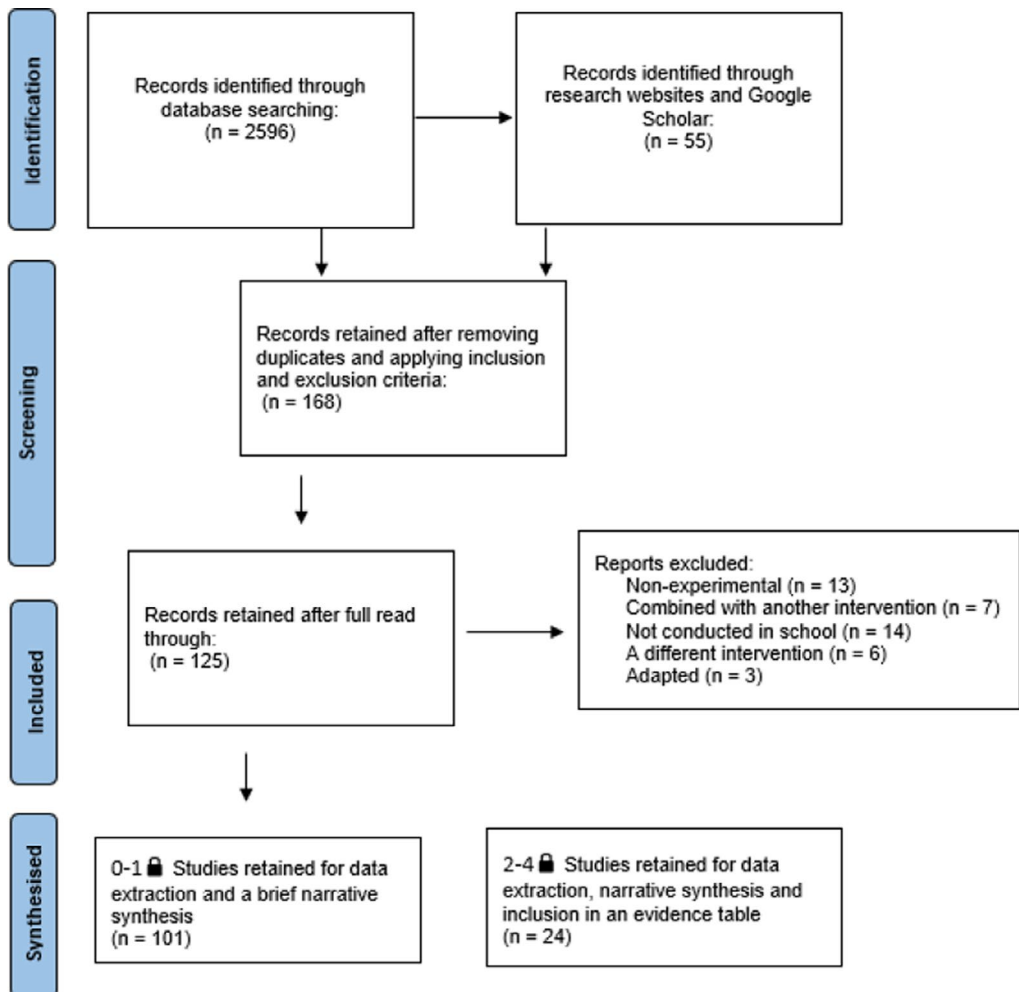 Identification
Records identified through
database searching:
(n = 2596)
Records identified through
research websites and Google
Scholar:
(n = 55)
Screening
Records retained after removing
duplicates and applying inclusion
and exclusion criteria:
(n = 168)
Records retained after full read
through:
(n = 125)
Reports excluded:
Non-experimental (n = 13)
Combined with another intervention (n = 7)
Not conducted in school (n = 14)
A different intervention (n = 6)
Adapted (n = 3)
Included
Synthesised
0-1 🔒 Studies retained for data
extraction and a brief narrative
synthesis
(n = 101)
2-4 🔒 Studies retained for data
extraction, narrative synthesis and
inclusion in an evidence table
(n = 24)